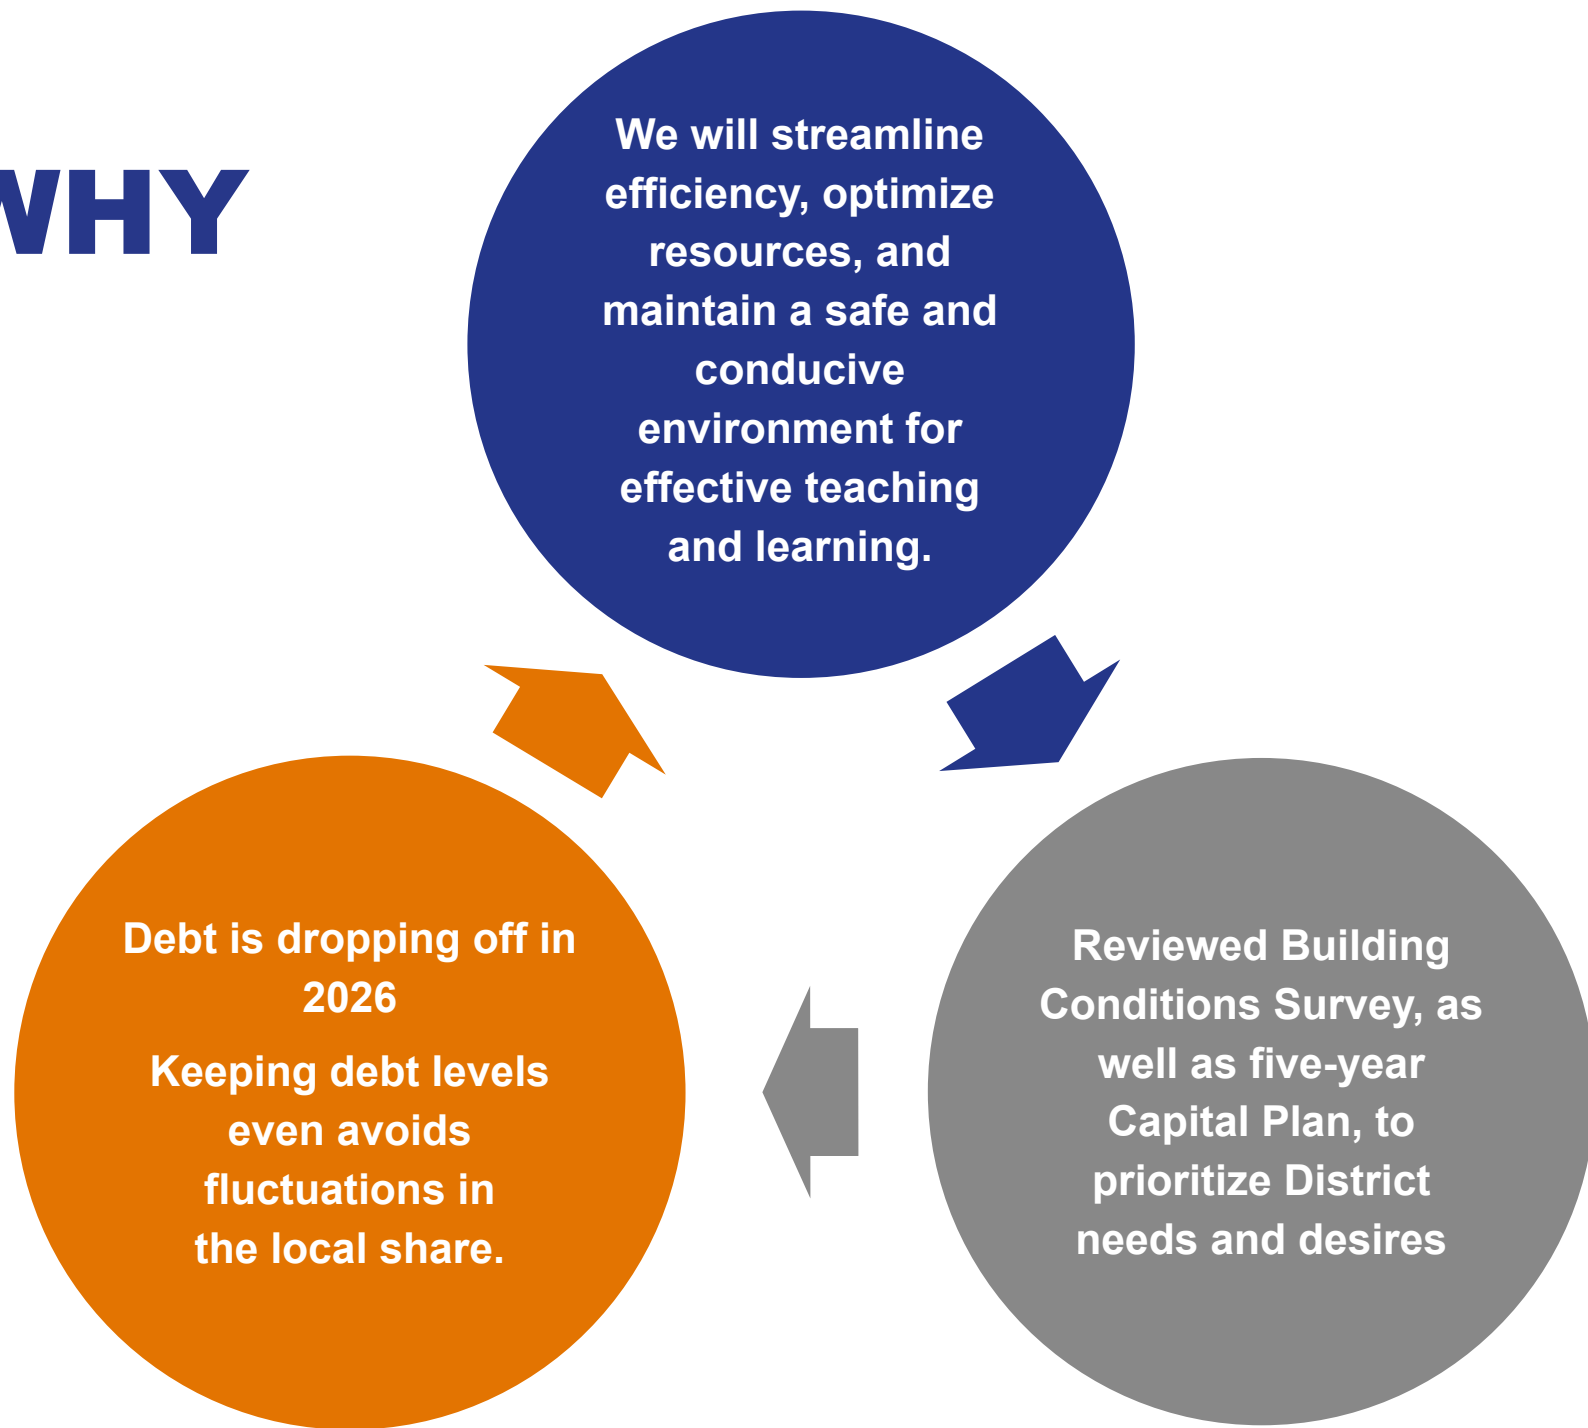 WHY
We will streamline
efficiency, optimize
resources, and
maintain a safe and
conducive
environment for
effective teaching
and learning.
Debt is dropping off in
2026
Keeping debt levels
even avoids
fluctuations in
the local share.
Reviewed Building
Conditions Survey, as
well as five-year
Capital Plan, to
prioritize District
needs and desires